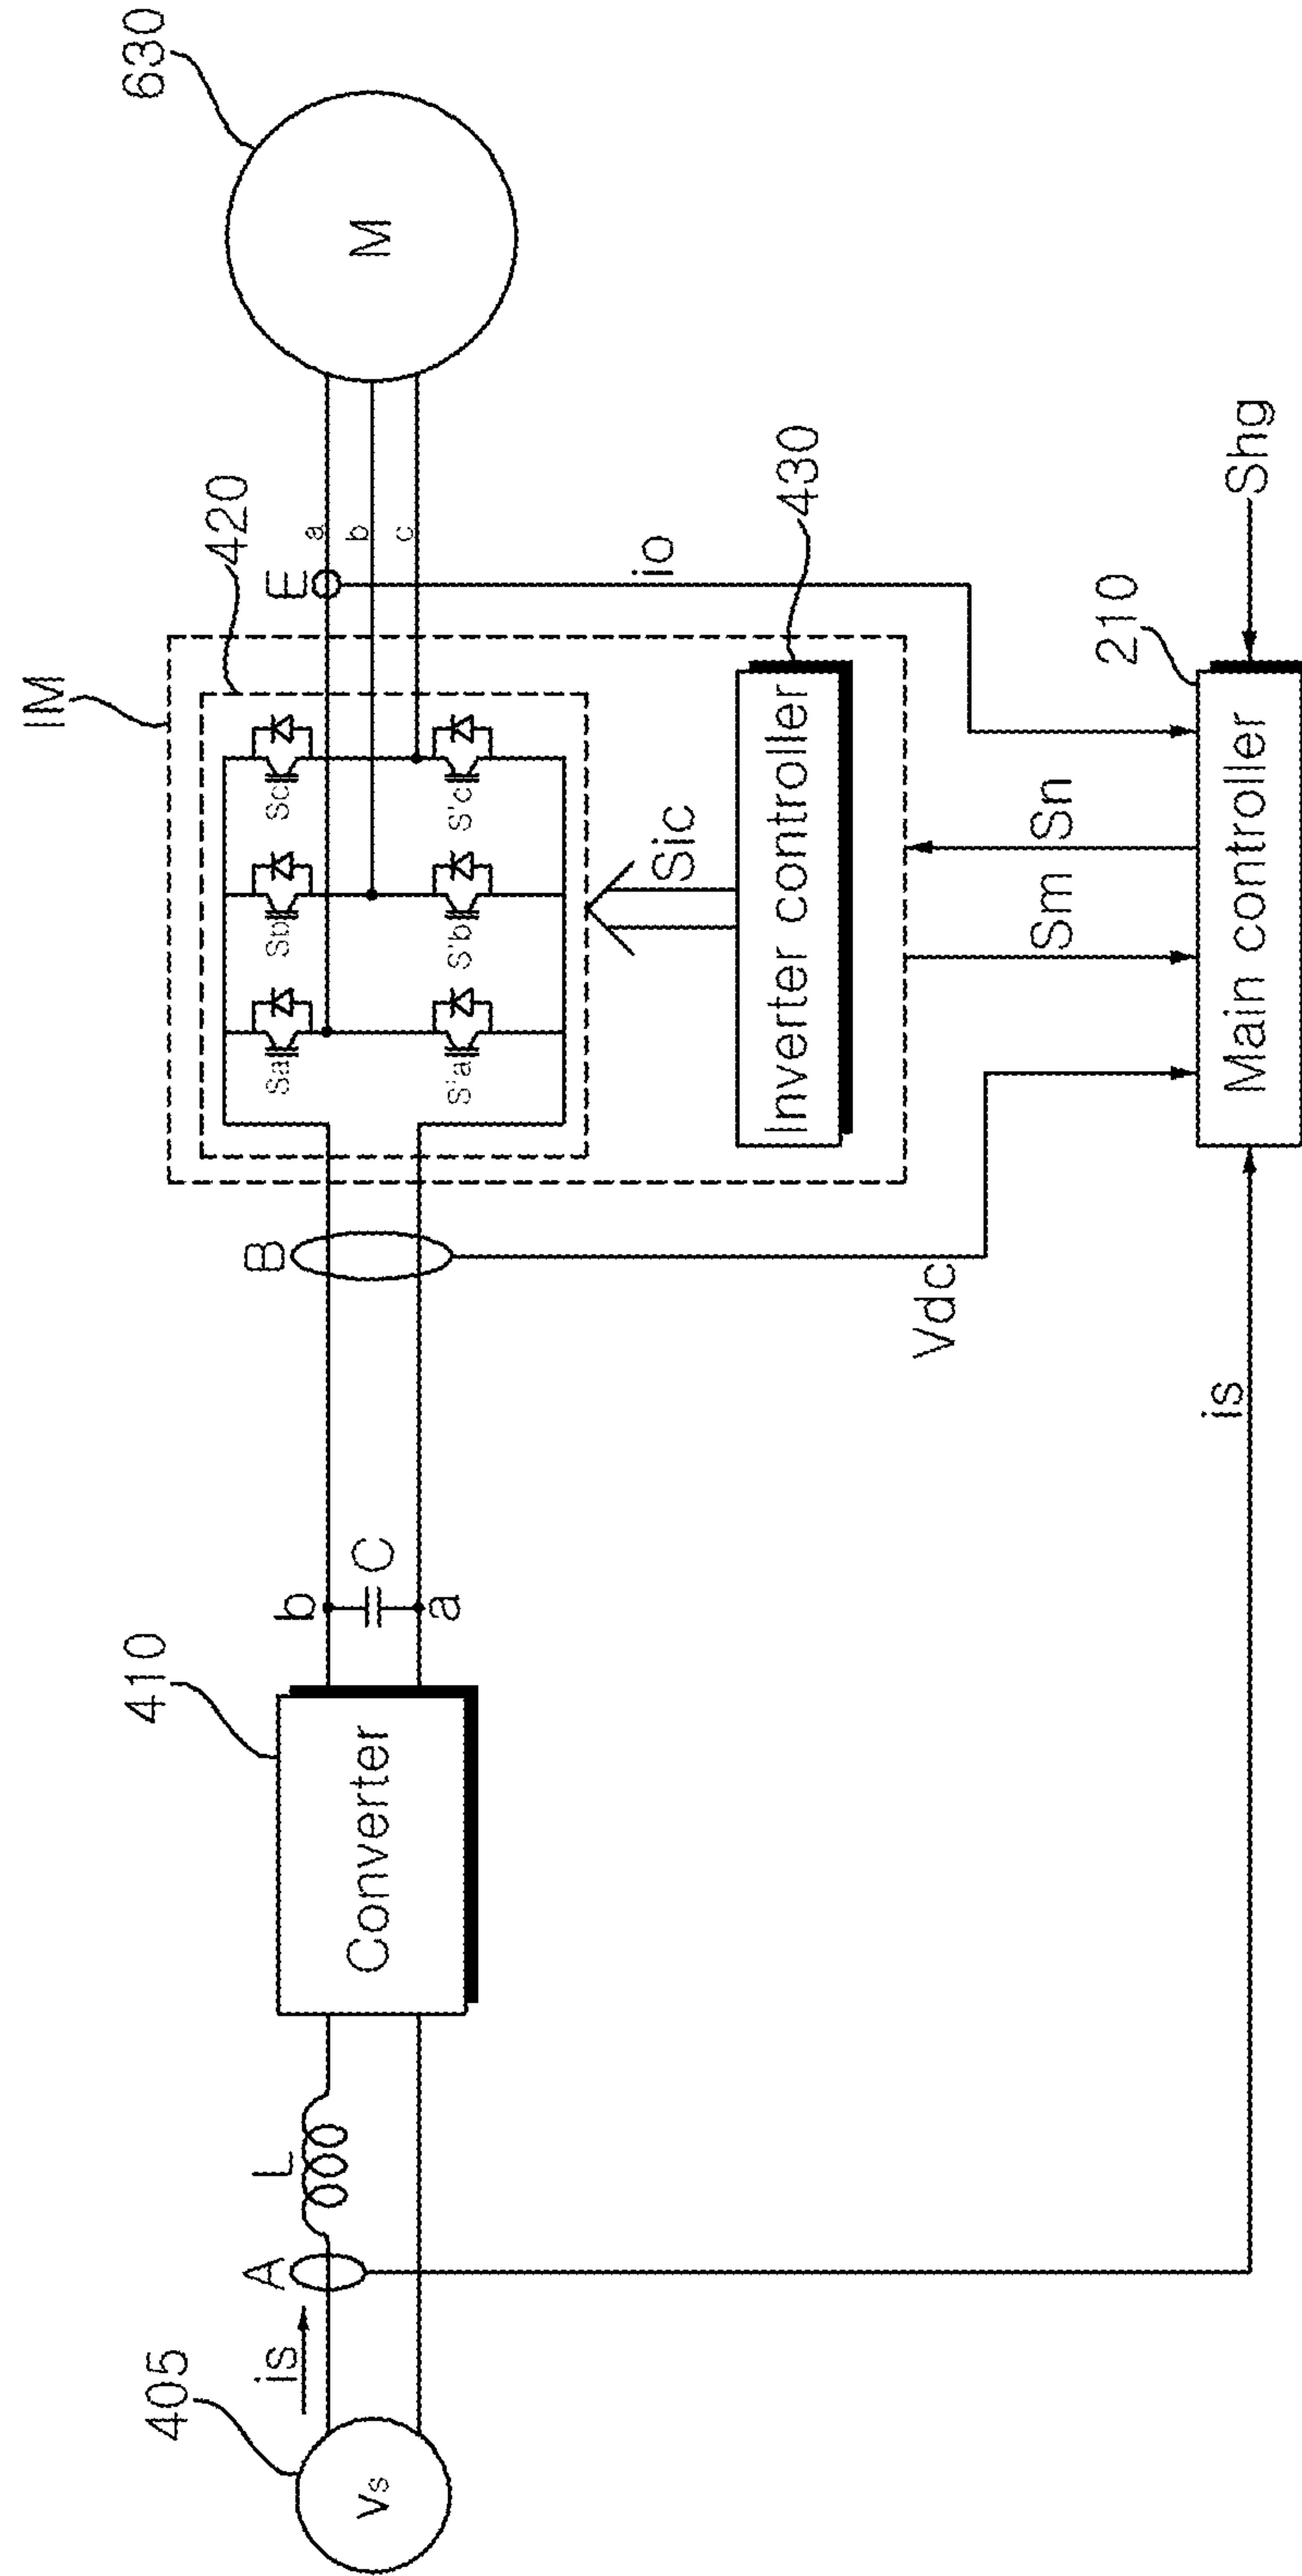 IM
420
630
405
is
A
L
410
Converter
b
C
a
B
Sa
Sb
Sc
S'a
S'b
S'c
E
a
b
c
M
Vs
Sic
Inverter controller
430
io
Vdc
Sm
Sn
210
Shg
is
Main controller